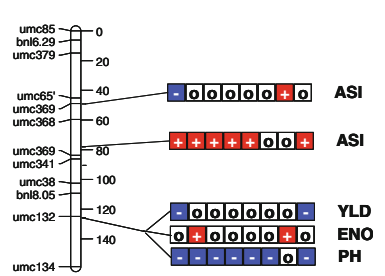 umc85
bnl6.29
umc379
umc65'
umc369
umc368
umc369
umc341
umc38
bnl8.05
umc132
umc134
0
20
40
60
80
100
120
140
- o o o o o + o ASI
+ + + + + o o + ASI
- o o o o o - YLD
o + o o o o + o ENO
- - - - - - o - PH